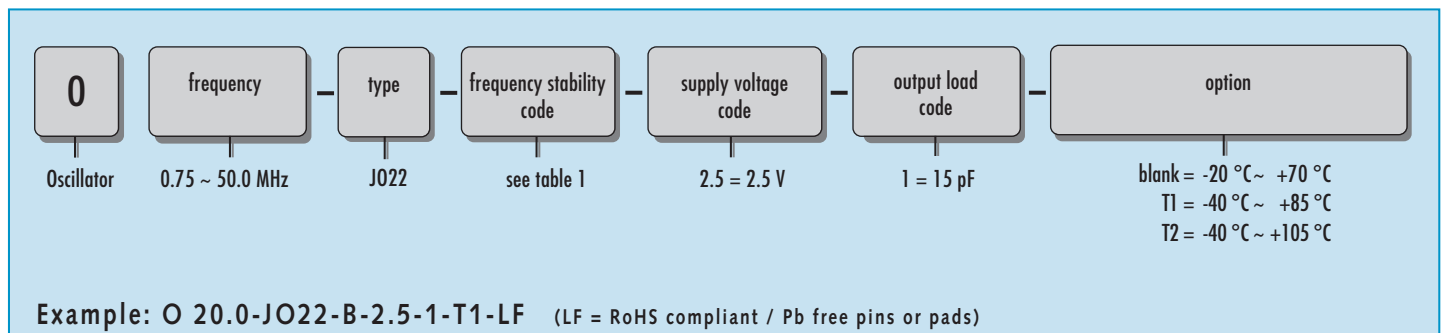 O
frequency
–
type
–
frequency stability
code
–
supply voltage
code
–
output load
code
–
option
Oscillator
0.75 ~ 50.0 MHz
JO22
see table 1
2.5 = 2.5 V
1 = 15 pF
blank = -20 °C ~ +70 °C
T1 = -40 °C ~ +85 °C
T2 = -40 °C ~ +105 °C
Example: O 20.0-JO22-B-2.5-1-T1-LF (LF = RoHS compliant / Pb free pins or pads)